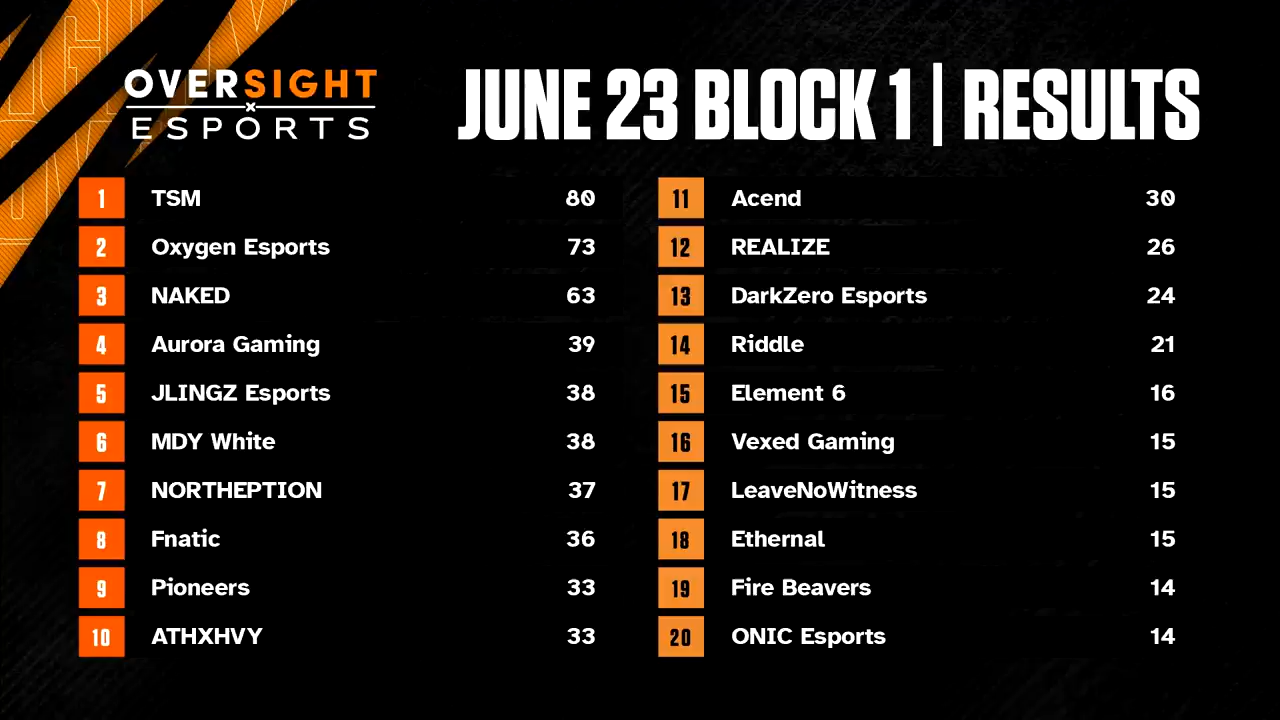 OVERSIGHT
x
ESPORTS
JUNE 23 BLOCK 1 | RESULTS
1 TSM 80
2 Oxygen Esports 73
3 NAKED 63
4 Aurora Gaming 39
5 JLINGZ Esports 38
6 MDY White 38
7 NORTHEPTION 37
8 Fnatic 36
9 Pioneers 33
10 ATHXHVY 33
11 Acend 30
12 REALIZE 26
13 DarkZero Esports 24
14 Riddle 21
15 Element 6 16
16 Vexed Gaming 15
17 LeaveNoWitness 15
18 Ethernal 15
19 Fire Beavers 14
20 ONIC Esports 14